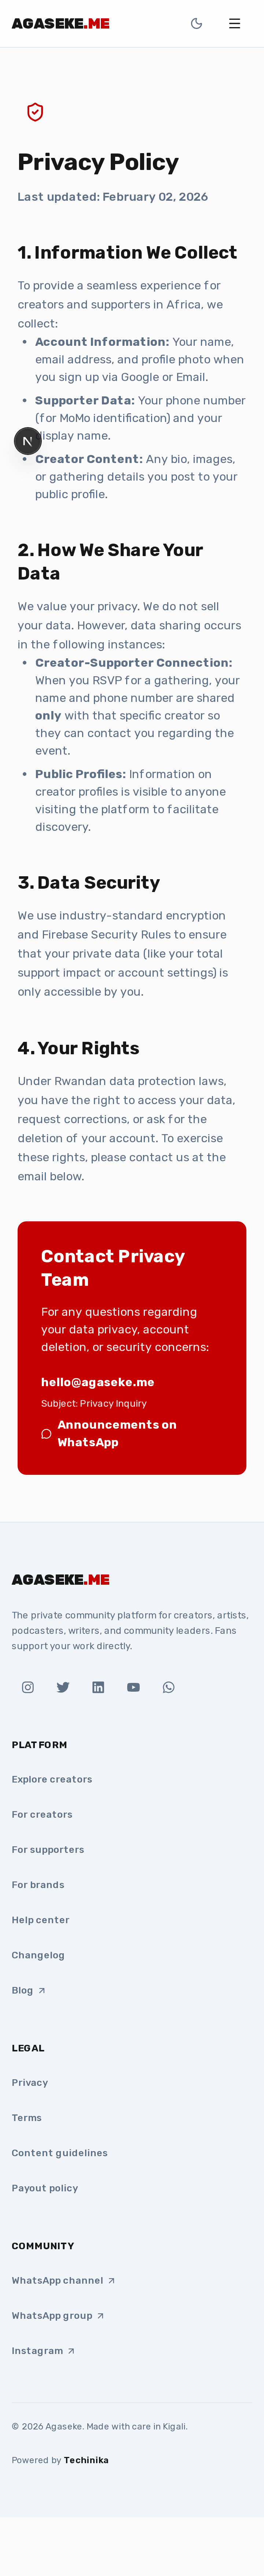 AGASEKE.ME
Privacy Policy
Last updated: February 02, 2026
1. Information We Collect
To provide a seamless experience for
creators and supporters in Africa, we
collect:
• Account Information: Your name,
email address, and profile photo when
you sign up via Google or Email.
• Supporter Data: Your phone number
(for MoMo identification) and your
display name.
N
• Creator Content: Any bio, images,
or gathering details you post to your
public profile.
2. How We Share Your
Data
We value your privacy. We do not sell
your data. However, data sharing occurs
in the following instances:
• Creator-Supporter Connection:
When you RSVP for a gathering, your
name and phone number are shared
only with that specific creator so
they can contact you regarding the
event.
• Public Profiles: Information on
creator profiles is visible to anyone
visiting the platform to facilitate
discovery.
3. Data Security
We use industry-standard encryption
and Firebase Security Rules to ensure
that your private data (like your total
support impact or account settings) is
only accessible by you.
4. Your Rights
Under Rwandan data protection laws,
you have the right to access your data,
request corrections, or ask for the
deletion of your account. To exercise
these rights, please contact us at the
email below.
Contact Privacy
Team
For any questions regarding
your data privacy, account
deletion, or security concerns:
hello@agaseke.me
Subject: Privacy Inquiry
Announcements on
WhatsApp
AGASEKE.ME
The private community platform for creators, artists,
podcasters, writers, and community leaders. Fans
support your work directly.
PLATFORM
Explore creators
For creators
For supporters
For brands
Help center
Changelog
Blog
LEGAL
Privacy
Terms
Content guidelines
Payout policy
COMMUNITY
WhatsApp channel
WhatsApp group
Instagram
© 2026 Agaseke. Made with care in Kigali.
Powered by Techinika